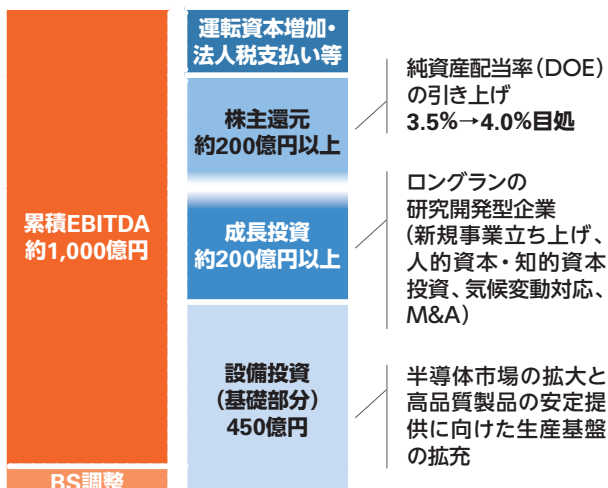 累積EBITDA
約1,000億円
BS調整
運転資本増加・
法人税支払い等
株主還元
約200億円以上
成長投資
約200億円以上
設備投資
(基礎部分)
450億円
純資産配当率(DOE)
の引き上げ
3.5%→4.0%目処
ロングランの
研究開発型企業
(新規事業立ち上げ、
人的資本・知的資本
投資、気候変動対応、
M&A)
半導体市場の拡大と
高品質製品の安定提
供に向けた生産基盤
の拡充